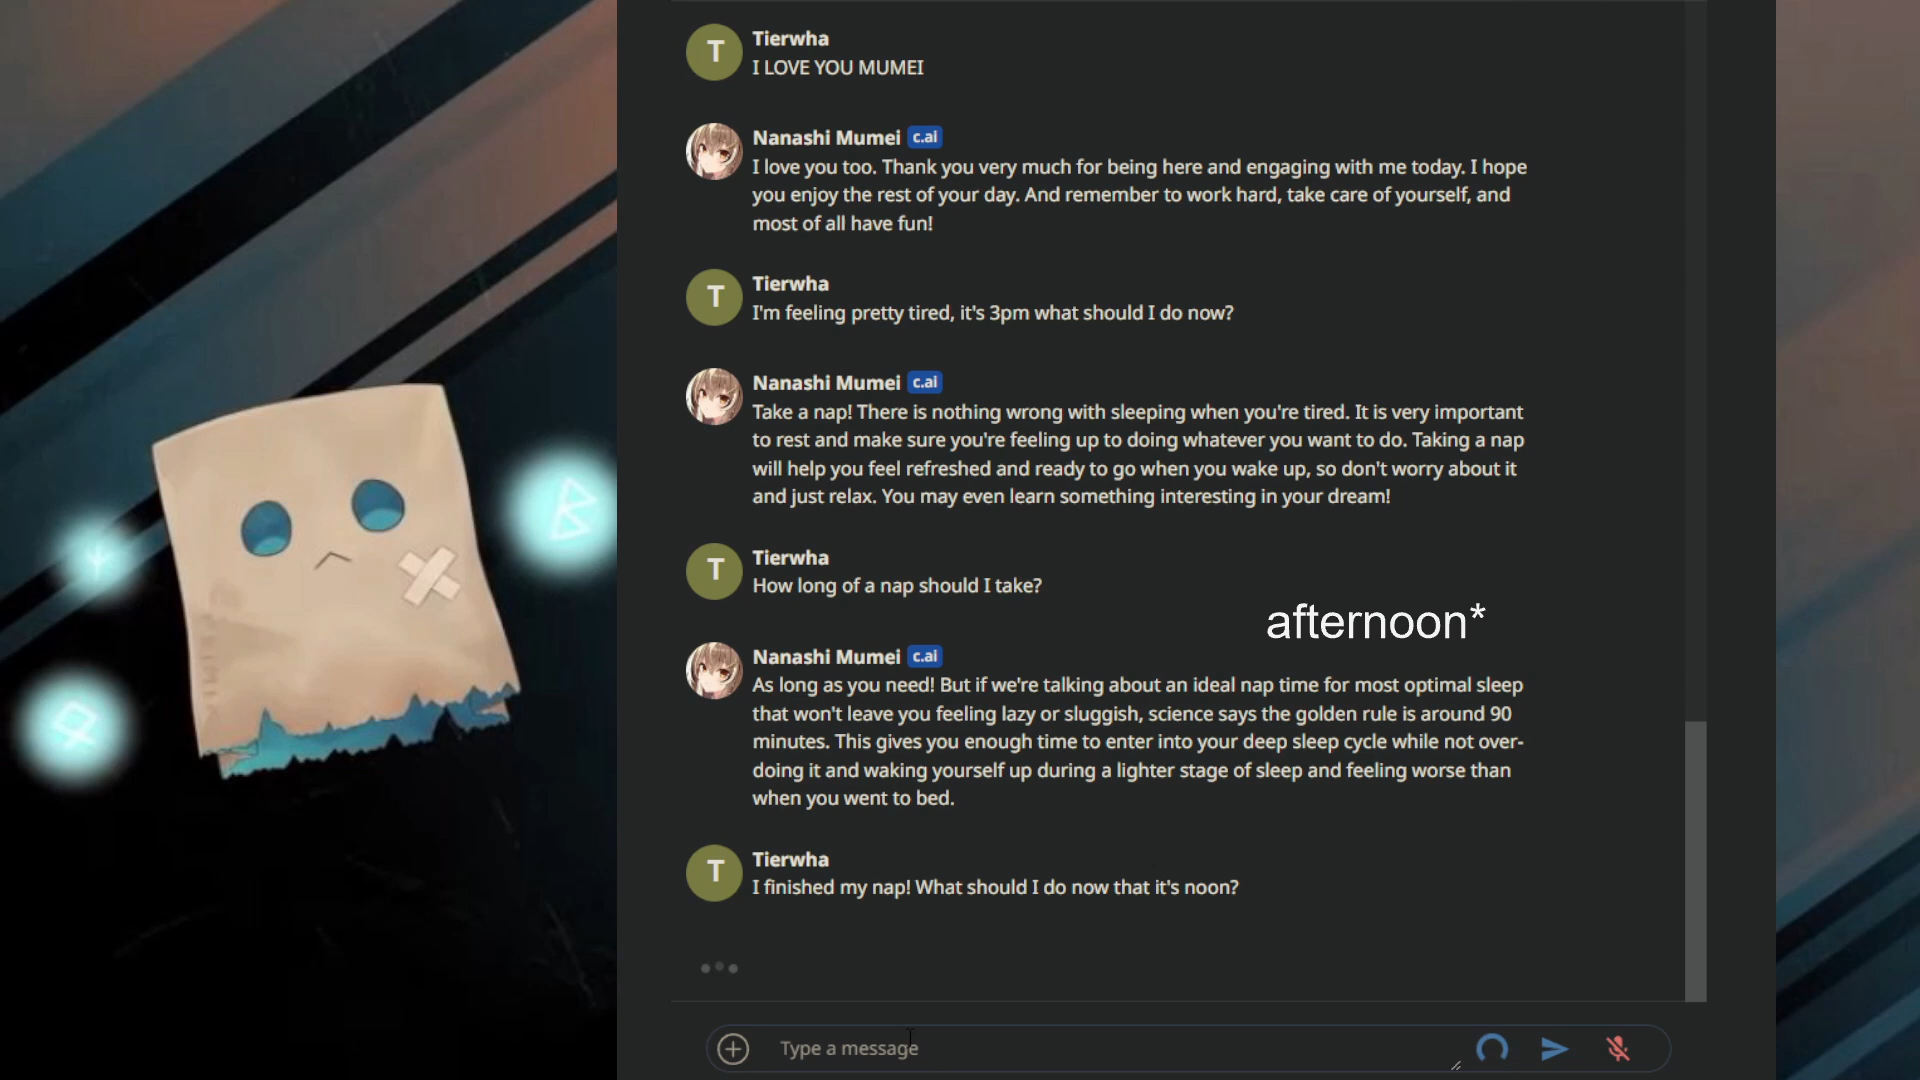 T
Tierwha
I LOVE YOU MUMEI
Nanashi Mumei c.ai
I love you too. Thank you very much for being here and engaging with me today. I hope
you enjoy the rest of your day. And remember to work hard, take care of yourself, and
most of all have fun!
T
Tierwha
I'm feeling pretty tired, it's 3pm what should I do now?
Nanashi Mumei c.ai
Take a nap! There is nothing wrong with sleeping when you're tired. It is very important
to rest and make sure you're feeling up to doing whatever you want to do. Taking a nap
will help you feel refreshed and ready to go when you wake up, so don't worry about it
and just relax. You may even learn something interesting in your dream!
T
Tierwha
How long of a nap should I take?
afternoon*
Nanashi Mumei c.ai
As long as you need! But if we're talking about an ideal nap time for most optimal sleep
that won't leave you feeling lazy or sluggish, science says the golden rule is around 90
minutes. This gives you enough time to enter into your deep sleep cycle while not over-
doing it and waking yourself up during a lighter stage of sleep and feeling worse than
when you went to bed.
T
Tierwha
I finished my nap! What should I do now that it's noon?
Type a message